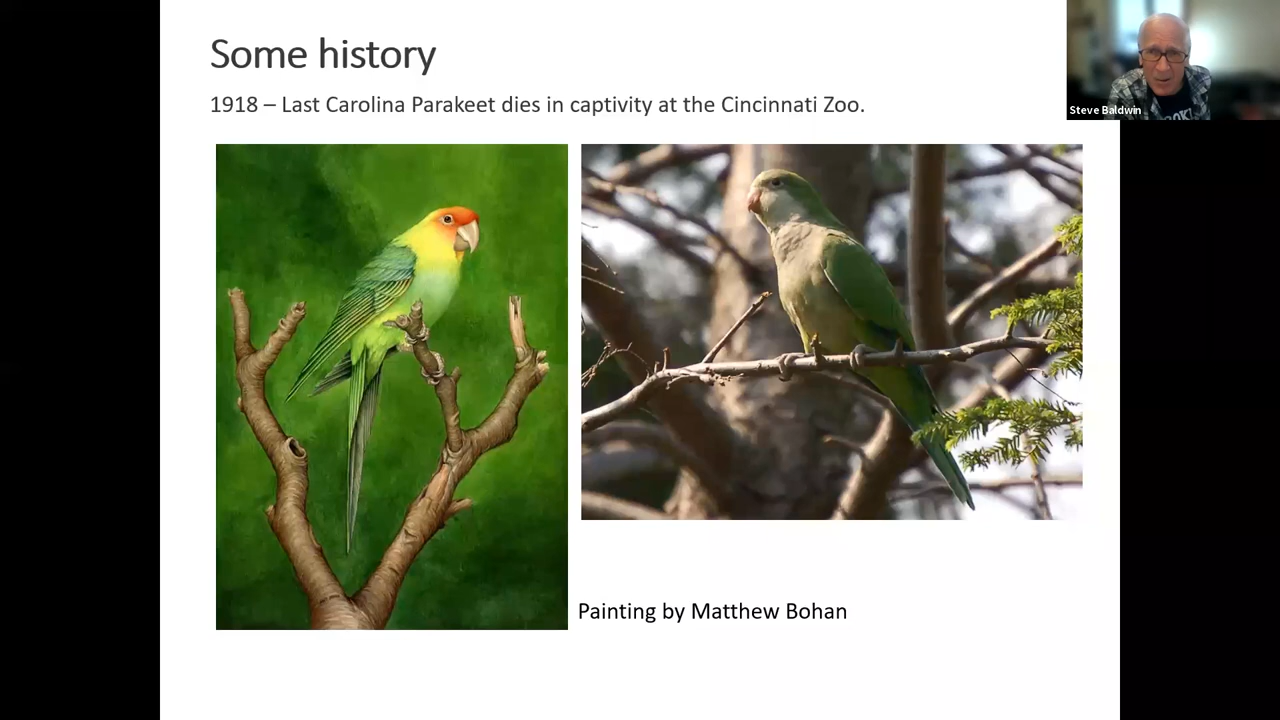 Some history
1918 – Last Carolina Parakeet dies in captivity at the Cincinnati Zoo.
Steve Baldwin
Painting by Matthew Bohan